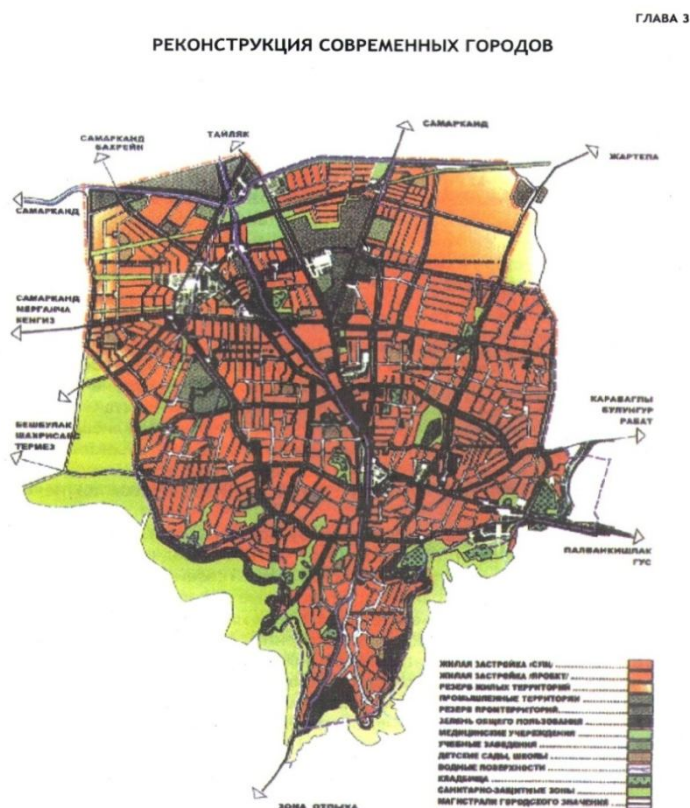 ГЛАВА 3
РЕКОНСТРУКЦИЯ СОВРЕМЕННЫХ ГОРОДОВ
САМАРКАНД
ТАЙЛЯК
САМАРКАНД
БАХРЕЙН
ЖАРТЕПА
САМАРКАНД
САМАРКАНД
МЕРГАНЧА
КЕНГИЗ
КАРАВАГЛЫ
БУЛУНГУР
РАБАТ
БЕШБУЛАК
ШАХРИСАБЗ
ТЕРМЕЗ
ПАЛВАНКИШЛАК
ГУС
ЖИЛАЯ ЗАСТРОЙКА (СУЩ)
ЖИЛАЯ ЗАСТРОЙКА (ПРОЕКТ)
РЕЗЕРВ ЖИЛЫХ ТЕРРИТОРИЙ
ПРОМЫШЛЕННЫЕ ТЕРРИТОРИИ
РЕЗЕРВ ПРОМТЕРРИТОРИЙ
ЗЕЛЕНЬ ОБЩЕГО ПОЛЬЗОВАНИЯ
МЕДИЦИНСКИЕ УЧЕРЕЖДЕНИЯ
УЧЕБНЫЕ ЗАВЕДЕНИЯ
ДЕТСКИЕ САДЫ, ШКОЛЫ
ВОДНЫЕ ПОВЕРХНОСТИ
КЛАДБИЩА
САНИТАРНО-ЗАЩИТНЫЕ ЗОНЫ
МАГИСТРАЛИ ГОРОДСКОГО ЗНАЧЕНИЯ
ЗОНА ОТДЫХА